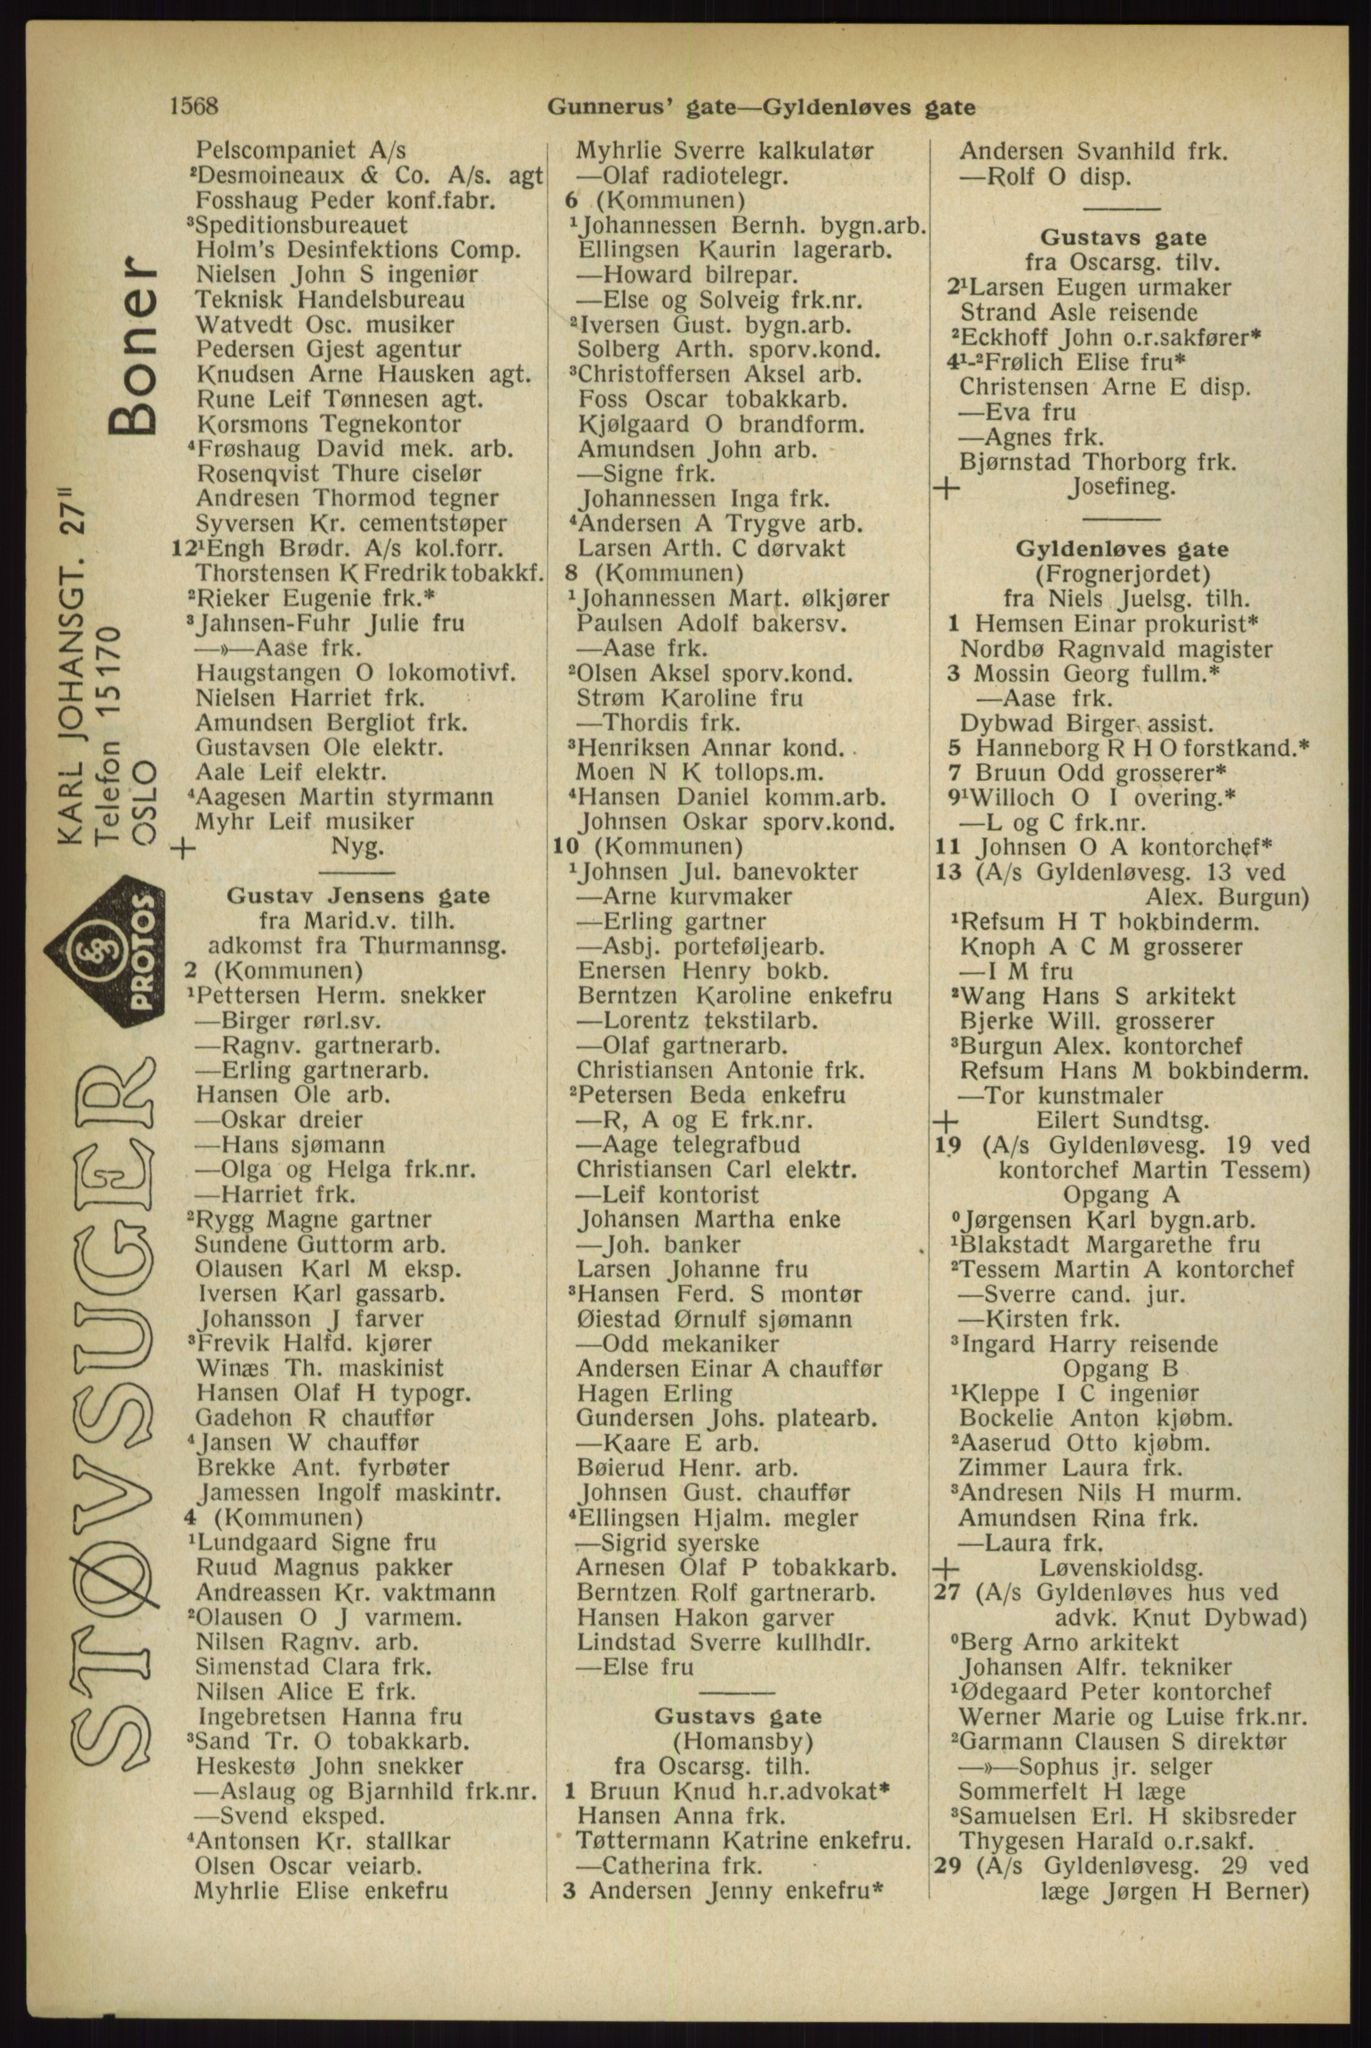 1568
Gunnerus' gate—Gyldenløves gate
Pelscompaniet A/s
²Desmoineaux & Co. A/s. agt
Fosshaug Peder konf.fabr.
³Speditionsbureauet
Holm's Desinfektions Comp.
Nielsen John S ingeniør
Teknisk Handelsbureau
Watvedt Osc. musiker
Pedersen Gjest agentur
Knudsen Arne Hausken agt.
Rune Leif Tønnesen agt.
Korsmons Tegnekontor
⁴Frøshaug David mek. arb.
Rosenqvist Thure ciselør
Andresen Thormod tegner
Syversen Kr. cementstøper
12¹Engh Brødr. A/s kol.forr.
Thorstensen K Fredrik tobakkf.
²Rieker Eugenie frk.*
³Jahnsen-Fuhr Julie fru
—»—Aase frk.
Haugstangen O lokomotivf.
Nielsen Harriet frk.
Amundsen Bergliot frk.
Gustavsen Ole elektr.
Aale Leif elektr.
⁴Aagesen Martin styrmann
Myhr Leif musiker
+ Nyg.
Gustav Jensens gate
fra Marid.v. tilh.
adkomst fra Thurmannsg.
2 (Kommunen)
¹Pettersen Herm. snekker
—Birger rørl.sv.
—Ragnv. gartnerarb.
—Erling gartnerarb.
Hansen Ole arb.
—Oskar dreier
—Hans sjømann
—Olga og Helga frk.nr.
—Harriet frk.
²Rygg Magne gartner
Sundene Guttorm arb.
Olausen Karl M eksp.
Iversen Karl gassarb.
Johansson J farver
³Frevik Halfd. kjører
Winæs Th. maskinist
Hansen Olaf H typogr.
Gadehon R chauffør
⁴Jansen W chauffør
Brekke Ant. fyrbøter
Jamessen Ingolf maskintr.
4 (Kommunen)
¹Lundgaard Signe fru
Ruud Magnus pakker
Andreassen Kr. vaktmann
²Olausen O J varmem.
Nilsen Ragnv. arb.
Simenstad Clara frk.
Nilsen Alice E frk.
Ingebretsen Hanna fru
³Sand Tr. O tobakkarb.
Heskestø John snekker
—Aslaug og Bjarnhild frk.nr.
—Svend eksped.
⁴Antonsen Kr. stallkar
Olsen Oscar veiarb.
Myhrlie Elise enkefru
Myhrlie Sverre kalkulatør
—Olaf radiotelegr.
6 (Kommunen)
¹Johannessen Bernh. bygn.arb.
Ellingsen Kaurin lagerarb.
—Howard bilrepar.
—Else og Solveig frk.nr.
²Iversen Gust. bygn.arb.
Solberg Arth. sporv.kond.
³Christoffersen Aksel arb.
Foss Oscar tobakkarb.
Kjølgaard O brandform.
Amundsen John arb.
—Signe frk.
Johannessen Inga frk.
⁴Andersen A Trygve arb.
Larsen Arth. C dørvakt
8 (Kommunen)
¹Johannessen Mart. ølkjører
Paulsen Adolf bakersv.
—Aase frk.
²Olsen Aksel sporv.kond.
Strøm Karoline fru
—Thordis frk.
³Henriksen Annar kond.
Moen N K tollops.m.
⁴Hansen Daniel komm.arb.
Johnsen Oskar sporv.kond.
10 (Kommunen)
¹Johnsen Jul. banevokter
—Arne kurvmaker
—Erling gartner
—Asbj. porteføljearb.
Enersen Henry bokb.
Berntzen Karoline enkefru
—Lorentz tekstilarb.
—Olaf gartnerarb.
Christiansen Antonie frk.
²Petersen Beda enkefru
—R, A og E frk.nr.
—Aage telegrafbud
Christiansen Carl elektr.
—Leif kontorist
Johansen Martha enke
—Joh. banker
Larsen Johanne fru
³Hansen Ferd. S montør
Øiestad Ørnulf sjømann
—Odd mekaniker
Andersen Einar A chauffør
Hagen Erling
Gundersen Johs. platearb.
—Kaare E arb.
Bøierud Henr. arb.
Johnsen Gust. chauffør
⁴Ellingsen Hjalm. megler
—Sigrid syerske
Arnesen Olaf P tobakkarb.
Berntzen Rolf gartnerarb.
Hansen Hakon garver
Lindstad Sverre kullhdlr.
—Else fru
Gustavs gate
(Homansby)
fra Oscarsg. tilh.
1 Bruun Knud h.r.advokat*
Hansen Anna frk.
Tøttermann Katrine enkefru.
—Catherina frk.
3 Andersen Jenny enkefru*
Andersen Svanhild frk.
—Rolf O disp.
Gustavs gate
fra Oscarsg. tilv.
2¹Larsen Eugen urmaker
Strand Asle reisende
²Eckhoff John o.r.sakfører*
4¹-²Frølich Elise fru*
Christensen Arne E disp.
—Eva fru
—Agnes frk.
Bjørnstad Thorborg frk.
+ Josefineg.
Gyldenløves gate
(Frognerjordet)
fra Niels Juelsg. tilh.
1 Hemsen Einar prokurist*
Nordbø Ragnvald magister
3 Mossin Georg fullm.*
—Aase frk.
Dybwad Birger assist.
5 Hanneborg R H O forstkand.*
7 Bruun Odd grosserer*
9¹Willoch O I overing.*
—L og C frk.nr.
11 Johnsen O A kontorchef*
13 (A/s Gyldenløvesg. 13 ved
Alex. Burgun)
¹Refsum H T bokbinderm.
Knoph A C M grosserer
—I M fru
²Wang Hans S arkitekt
Bjerke Will. grosserer
³Burgun Alex. kontorchef
Refsum Hans M bokbinderm.
—Tor kunstmaler
+ Eilert Sundtsg.
19 (A/s Gyldenløvesg. 19 ved
kontorchef Martin Tessem)
Opgang A
⁰Jørgensen Karl bygn.arb.
¹Blakstadt Margarethe fru
²Tessem Martin A kontorchef
—Sverre cand. jur.
—Kirsten frk.
³Ingard Harry reisende
Opgang B
¹Kleppe I C ingeniør
Bockelie Anton kjøbm.
²Aaserud Otto kjøbm.
Zimmer Laura frk.
³Andresen Nils H murm.
Amundsen Rina frk.
—Laura frk.
+ Løvenskioldsg.
27 (A/s Gyldenløves hus ved
advk. Knut Dybwad)
⁰Berg Arno arkitekt
Johansen Alfr. tekniker
¹Ødegaard Peter kontorchef
Werner Marie og Luise frk.nr.
²Garmann Clausen S direktør
—»—Sophus jr. selger
Sommerfelt H læge
³Samuelsen Erl. H skibsreder
Thygesen Harald o.r.sakf.
29 (A/s Gyldenløvesg. 29 ved
læge Jørgen H Berner)
STØVSUGER
PROTOS
Boner
KARL JOHANSGT. 27"
Telefon 15170
OSLO